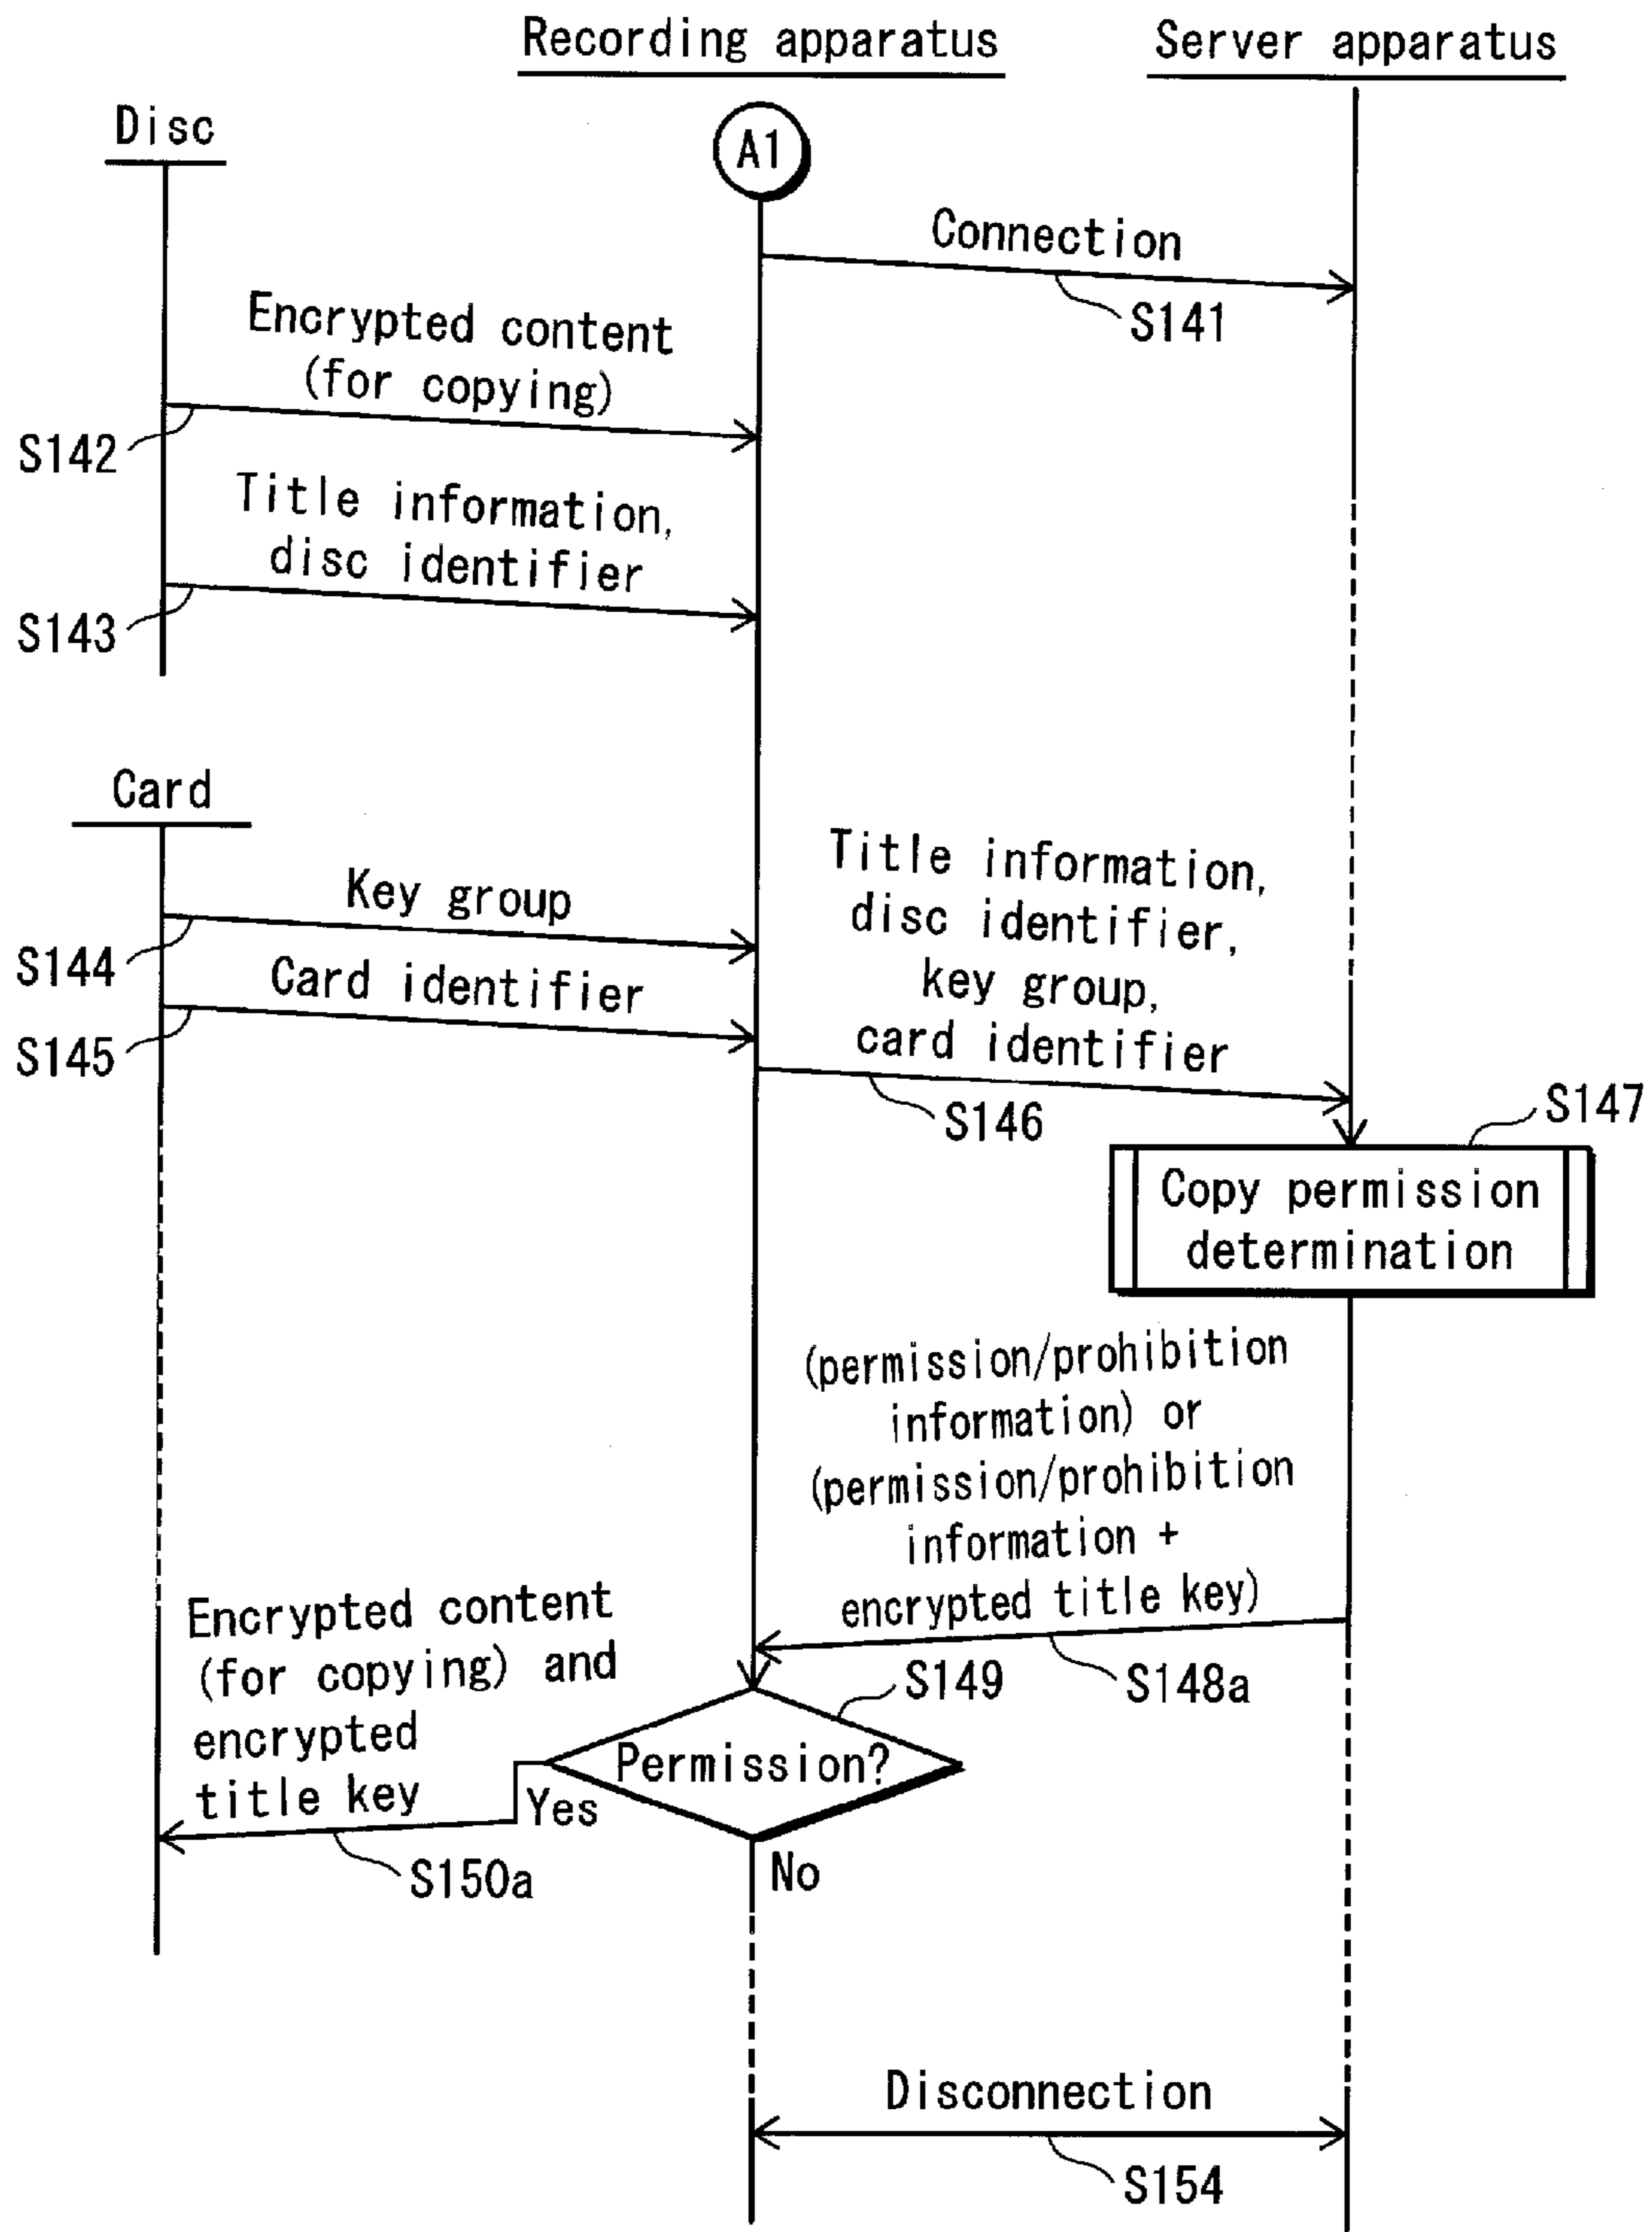 Recording apparatus
Server apparatus
Disc
A1
Connection
S141
Encrypted content
(for copying)
S142
Title information,
disc identifier
S143
Card
Key group
S144
Card identifier
S145
Title information,
disc identifier,
key group,
card identifier
S146
S147
Copy permission
determination
(permission/prohibition
information) or
(permission/prohibition
information +
encrypted title key)
S148a
S149
Permission?
Yes
No
Encrypted content
(for copying) and
encrypted
title key
S150a
Disconnection
S154